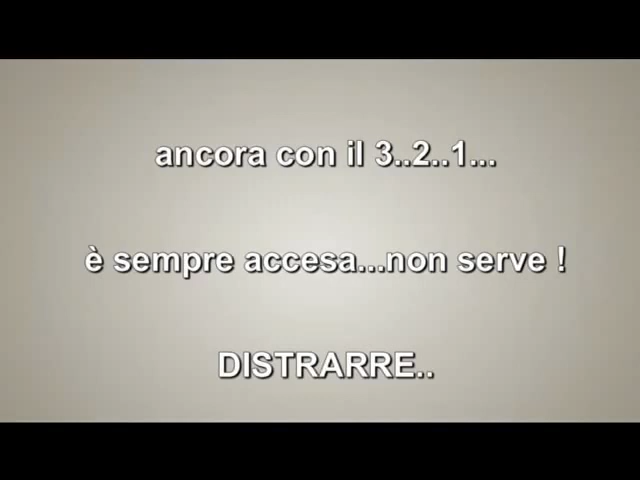 ancora con il 3..2..1...
è sempre accesa...non serve !
DISTRARRE..